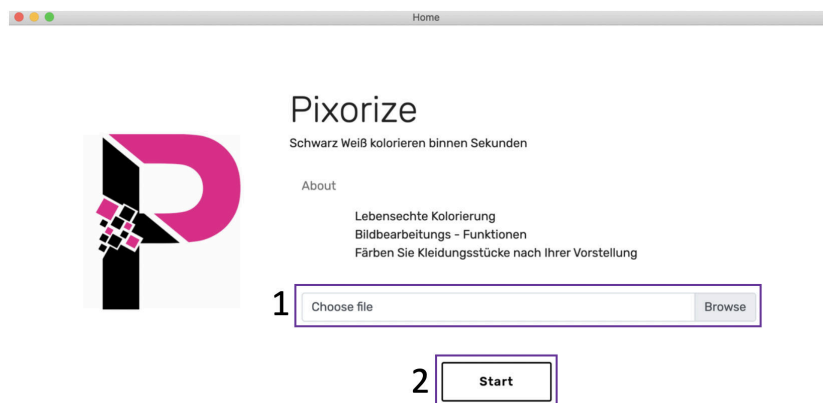 Home
Pixorize
Schwarz Weiß kolorieren binnen Sekunden
About
Lebensechte Kolorierung
Bildbearbeitungs - Funktionen
Färben Sie Kleidungsstücke nach Ihrer Vorstellung
1 Choose file Browse
2 Start